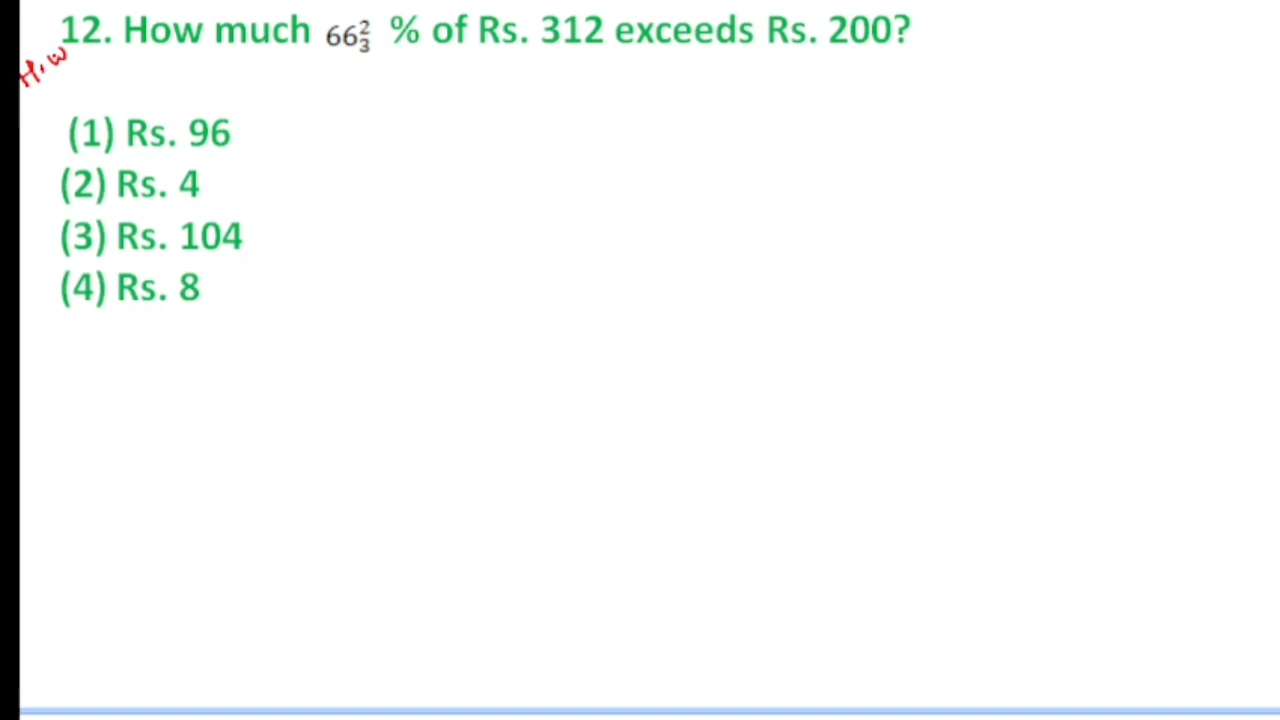 12. How much 66⅔ % of Rs. 312 exceeds Rs. 200?
H.W
(1) Rs. 96
(2) Rs. 4
(3) Rs. 104
(4) Rs. 8